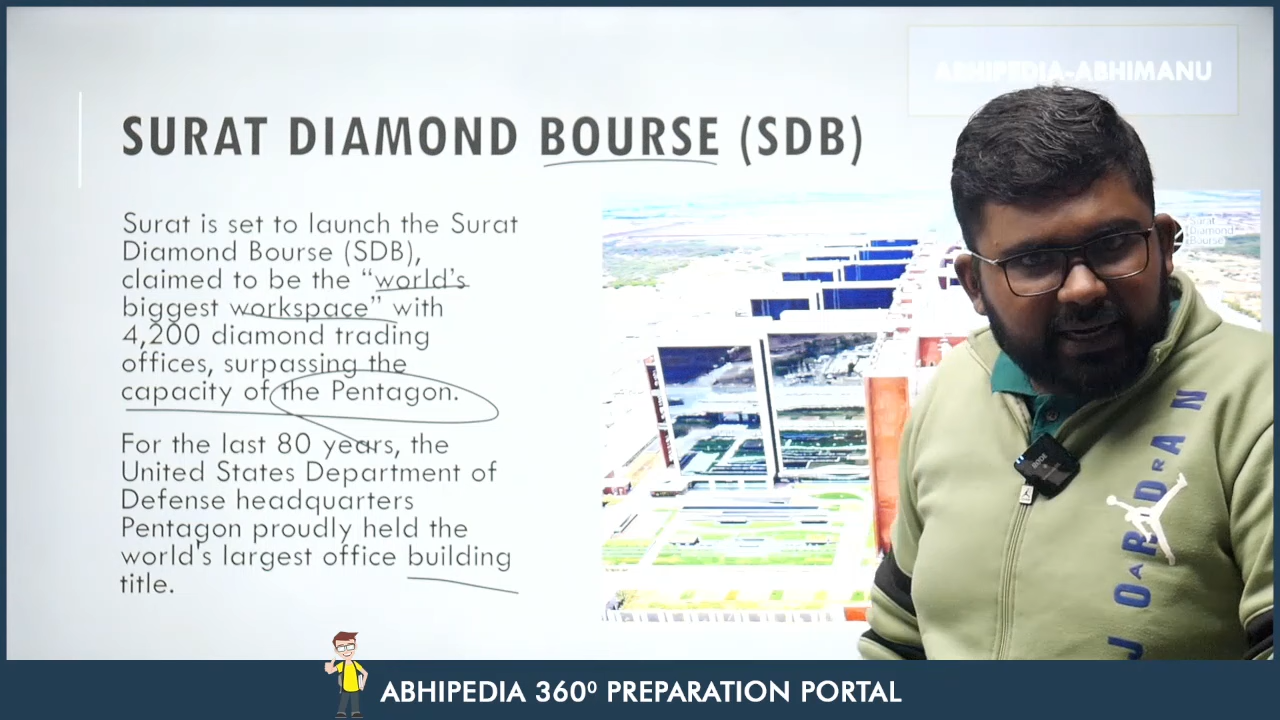 ABHIPEDIA-ABHIMANU
SURAT DIAMOND BOURSE (SDB)
Surat is set to launch the Surat
Diamond Bourse (SDB),
claimed to be the “world’s
biggest workspace” with
4,200 diamond trading
offices, surpassing the
capacity of the Pentagon.
For the last 80 years, the
United States Department of
Defense headquarters
Pentagon proudly held the
world's largest office building
title.
Surat
Diamond
Bourse
JORDAN
ABHIPEDIA 360⁰ PREPARATION PORTAL